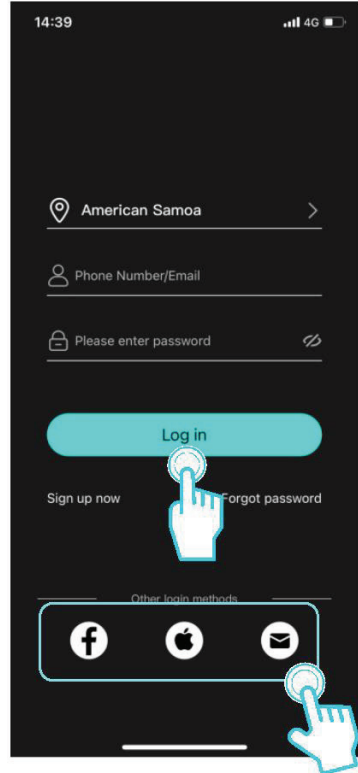 14:39 4G
American Samoa
Phone Number/Email
Please enter password
Log in
Sign up now Forgot password
Other login methods